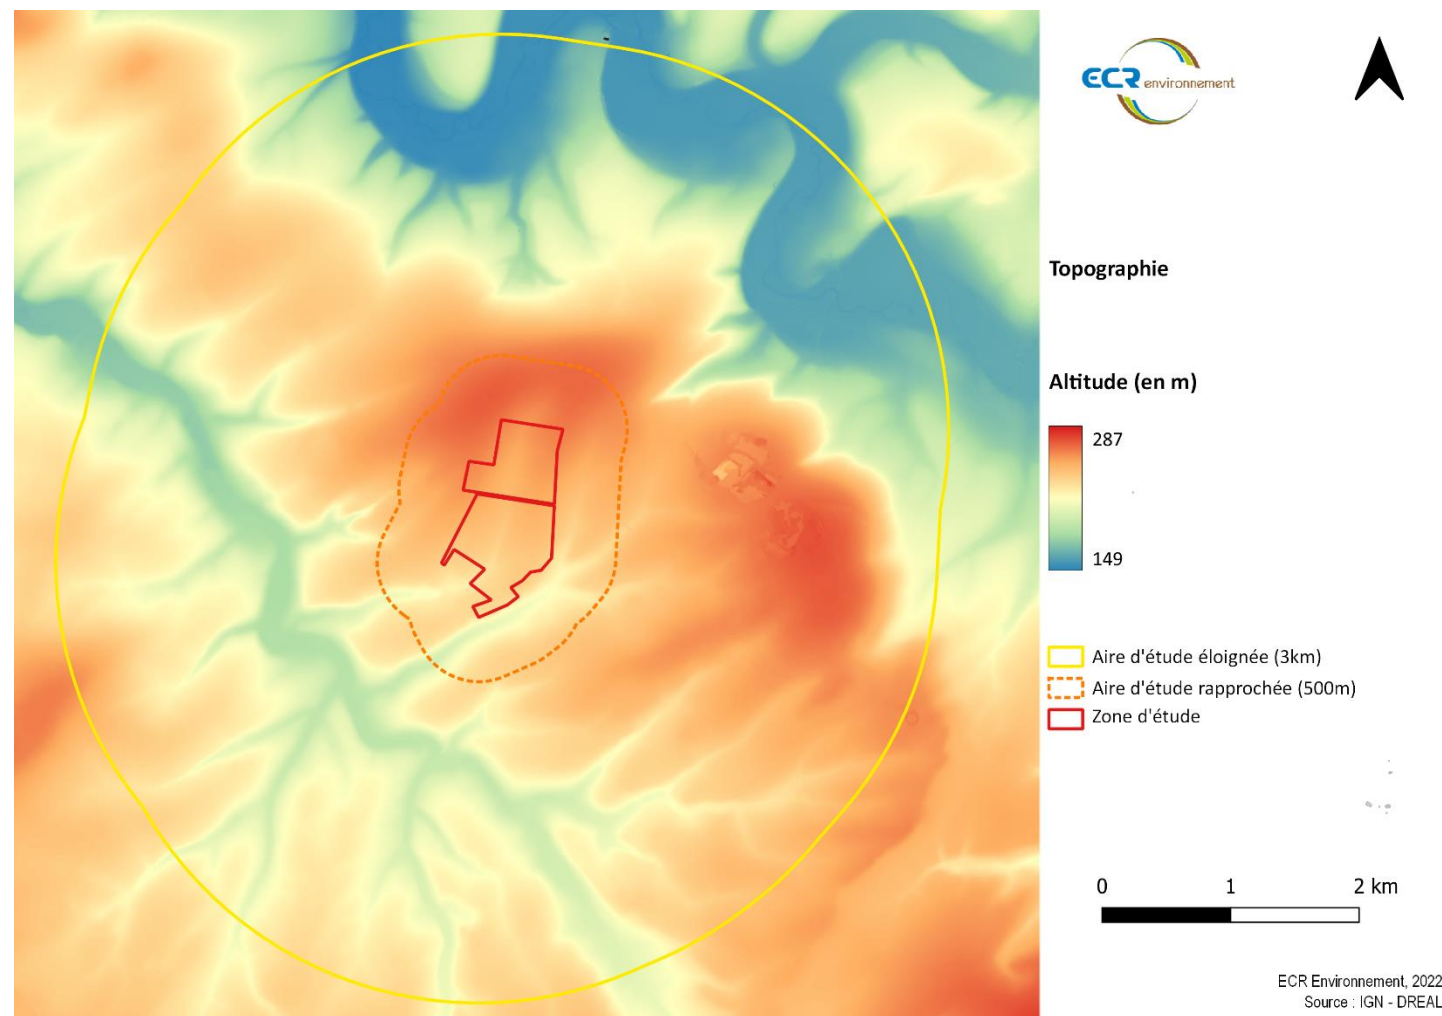 ECR environnement
Topographie
Altitude (en m)
287
149
Aire d'étude éloignée (3km)
Aire d'étude rapprochée (500m)
Zone d'étude
0 1 2 km
ECR Environnement, 2022
Source : IGN - DREAL